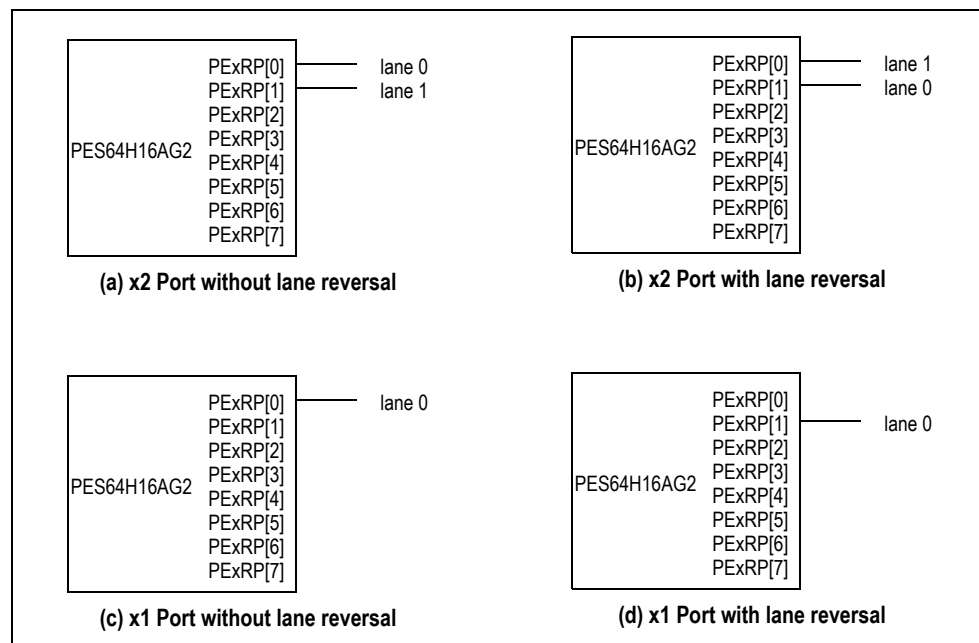 PExRP[0] lane 0
PExRP[1] lane 1
PExRP[2]
PExRP[3]
PES64H16AG2
PExRP[4]
PExRP[5]
PExRP[6]
PExRP[7]
(a) x2 Port without lane reversal
PExRP[0] lane 1
PExRP[1] lane 0
PExRP[2]
PExRP[3]
PES64H16AG2
PExRP[4]
PExRP[5]
PExRP[6]
PExRP[7]
(b) x2 Port with lane reversal
PExRP[0] lane 0
PExRP[1]
PExRP[2]
PExRP[3]
PES64H16AG2
PExRP[4]
PExRP[5]
PExRP[6]
PExRP[7]
(c) x1 Port without lane reversal
PExRP[0]
PExRP[1] lane 0
PExRP[2]
PExRP[3]
PES64H16AG2
PExRP[4]
PExRP[5]
PExRP[6]
PExRP[7]
(d) x1 Port with lane reversal